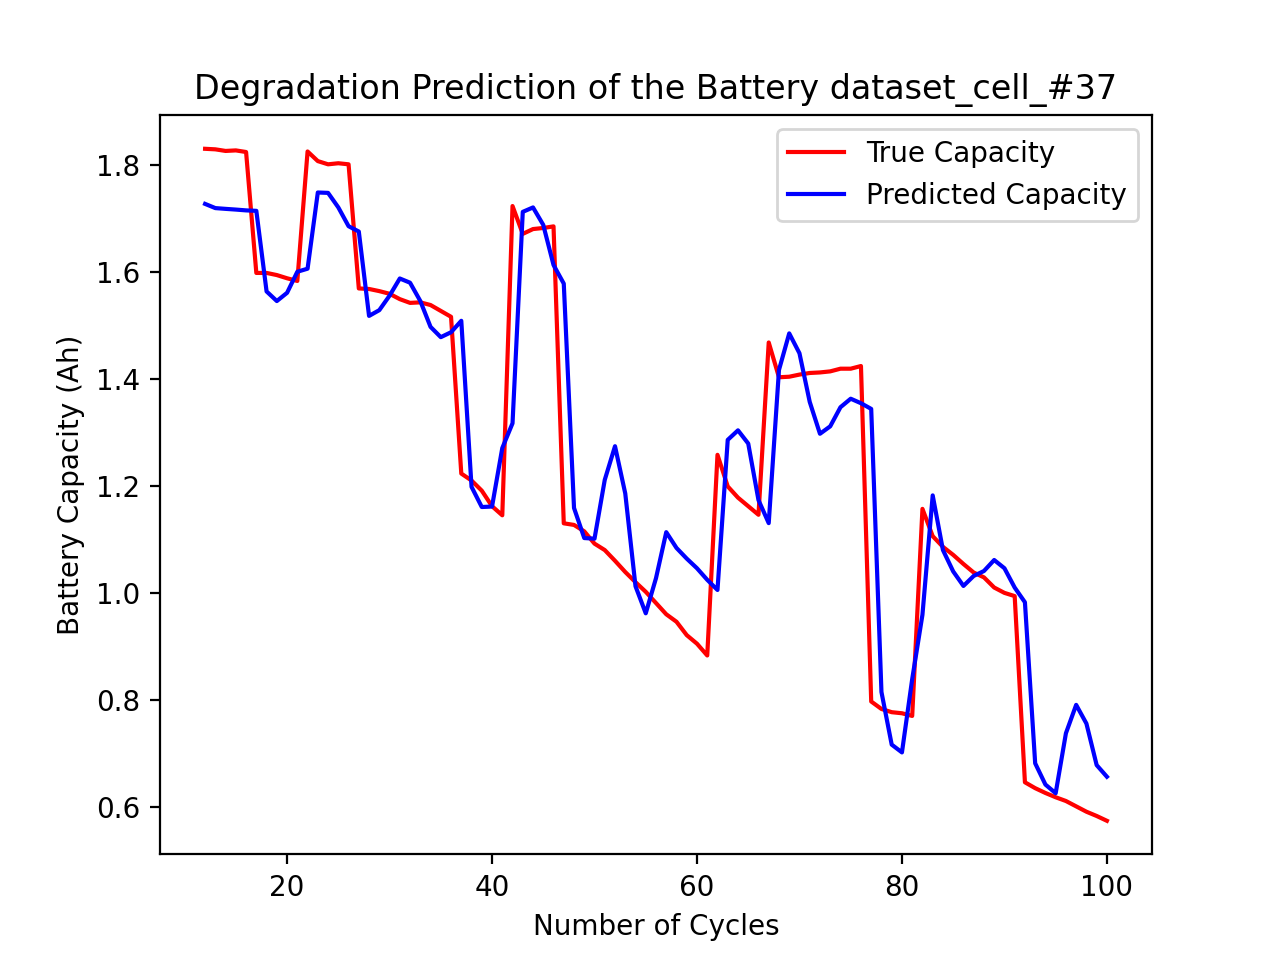 Degradation Prediction of the Battery dataset_cell_#37
True Capacity
Predicted Capacity
Battery Capacity (Ah)
1.8
1.6
1.4
1.2
1.0
0.8
0.6
20 40 60 80 100
Number of Cycles